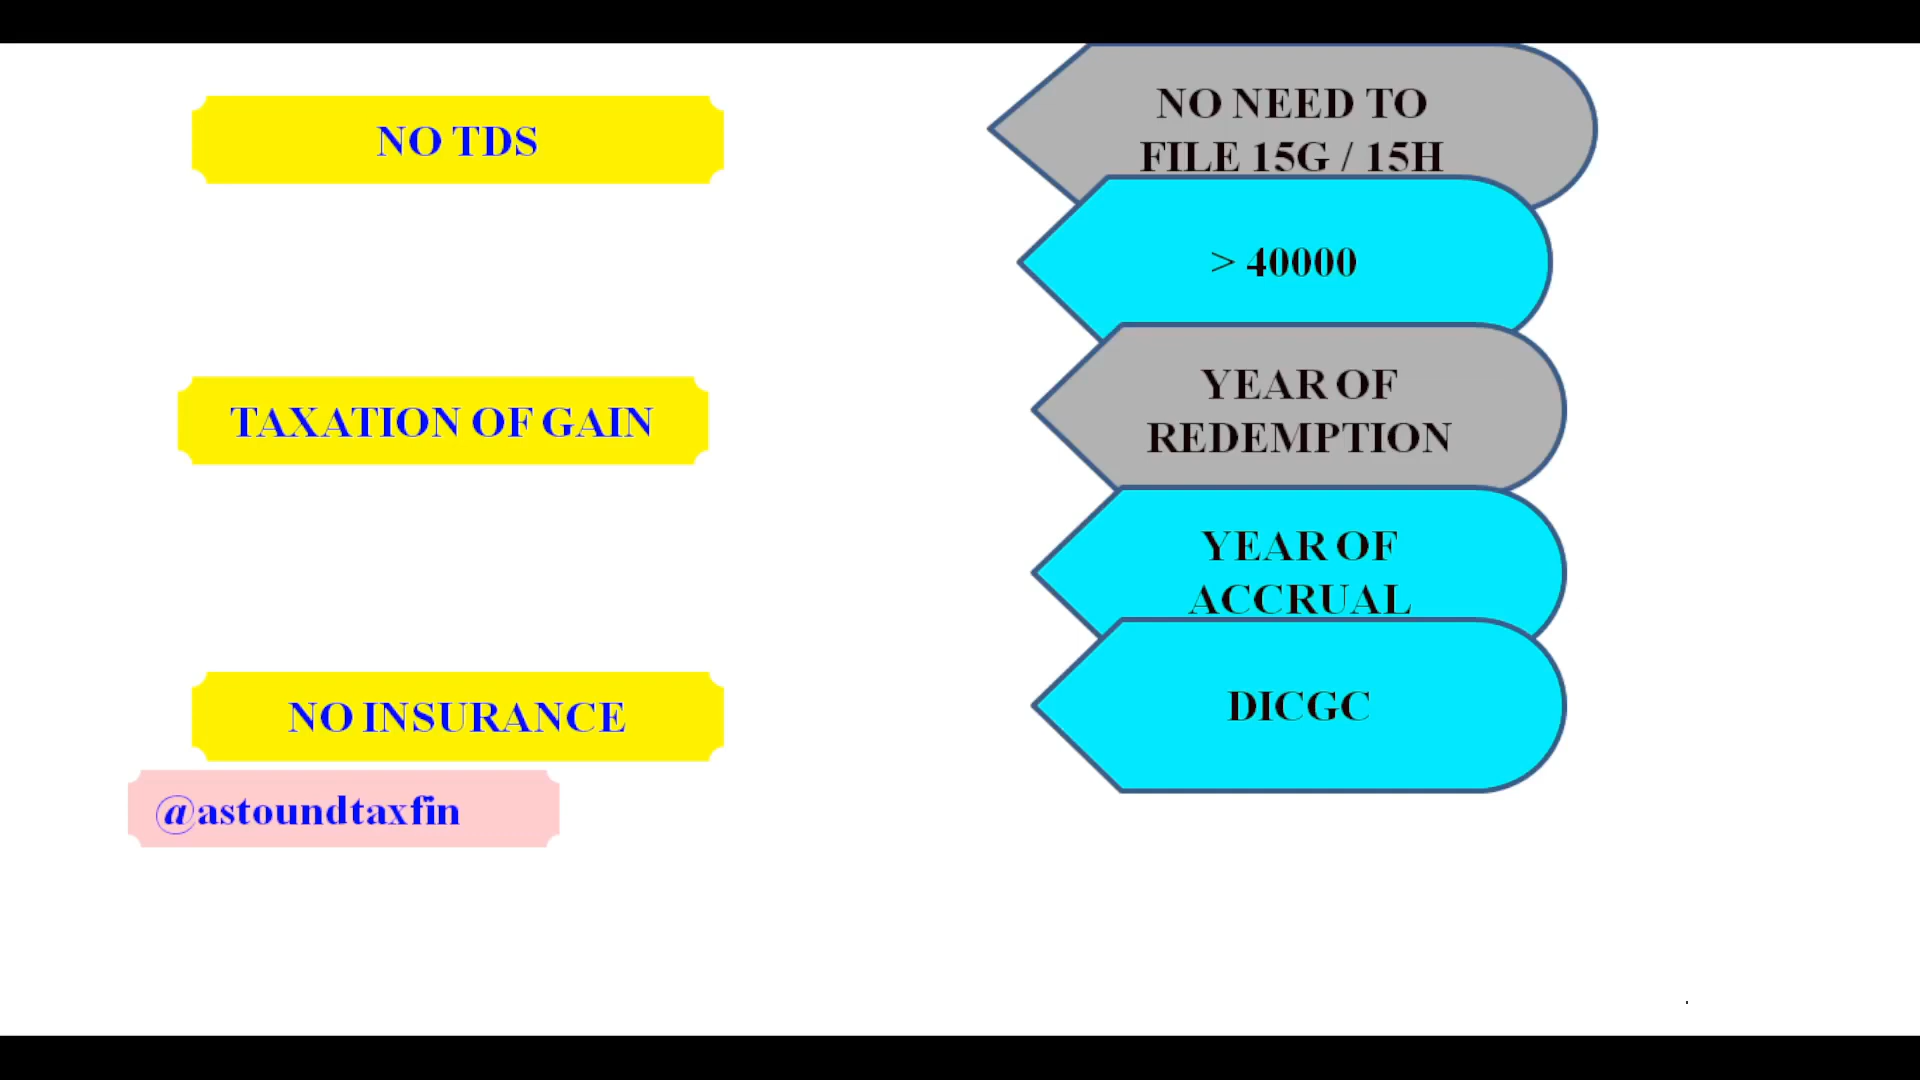 NO TDS
NO NEED TO
FILE 15G / 15H
> 40000
TAXATION OF GAIN
YEAR OF
REDEMPTION
YEAR OF
ACCRUAL
NO INSURANCE
DICGC
@astoundtaxfin